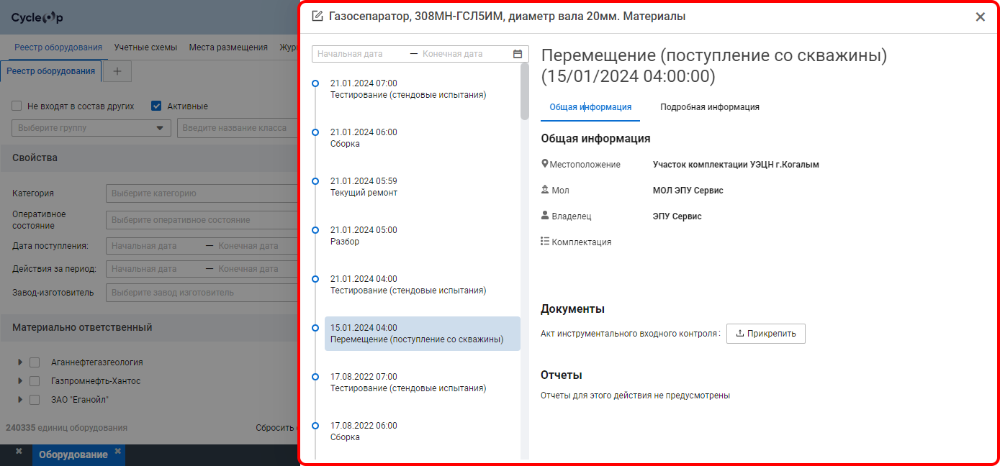 CycleOp
Реестр оборудования Учетные схемы Места размещения Жур
Реестр оборудования +
Не входят в состав других Активные
Выберите группу Введите название класса
Свойства
Категория Выберите категорию
Оперативное
состояние Выберите оперативное состояние
Дата поступления: Начальная дата — Конечная дата
Действия за период: Начальная дата — Конечная дата
Завод-изготовитель Выберите завод изготовитель
Материально ответственный
Аганнефтегазгеология
Газпромнефть-Хантос
ЗАО "Еганойл"
240335 единиц оборудования Сбросить
Оборудование
Газосепаратор, 308МН-ГСЛ5ИМ, диаметр вала 20мм. Материалы
Начальная дата — Конечная дата
21.01.2024 07:00
Тестирование (стендовые испытания)
21.01.2024 06:00
Сборка
21.01.2024 05:59
Текущий ремонт
21.01.2024 05:00
Разбор
21.01.2024 04:00
Тестирование (стендовые испытания)
15.01.2024 04:00
Перемещение (поступление со скважины)
17.08.2022 07:00
Тестирование (стендовые испытания)
17.08.2022 06:00
Сборка
Перемещение (поступление со скважины)
(15/01/2024 04:00:00)
Общая информация Подробная информация
Общая информация
Местоположение Участок комплектации УЭЦН г.Когалым
Мол МОЛ ЭПУ Сервис
Владелец ЭПУ Сервис
Комплектация
Документы
Акт инструментального входного контроля: Прикрепить
Отчеты
Отчеты для этого действия не предусмотрены